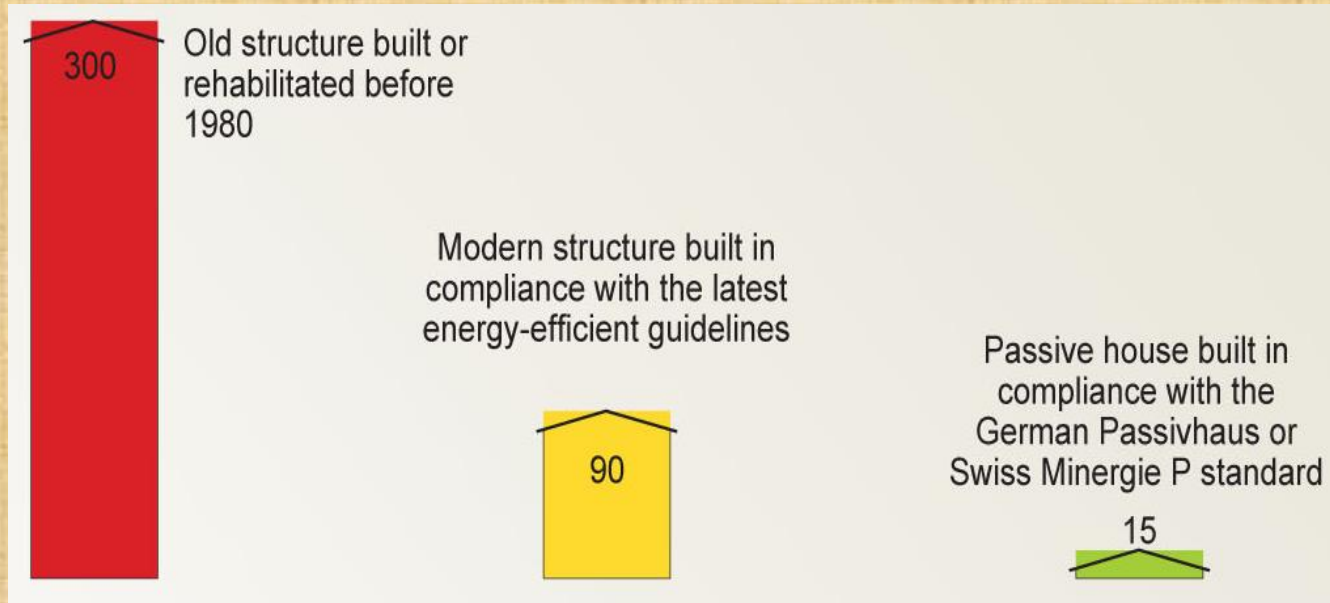 300
Old structure built or
rehabilitated before
1980
Modern structure built in
compliance with the latest
energy-efficient guidelines
90
Passive house built in
compliance with the
German Passivhaus or
Swiss Minergie P standard
15